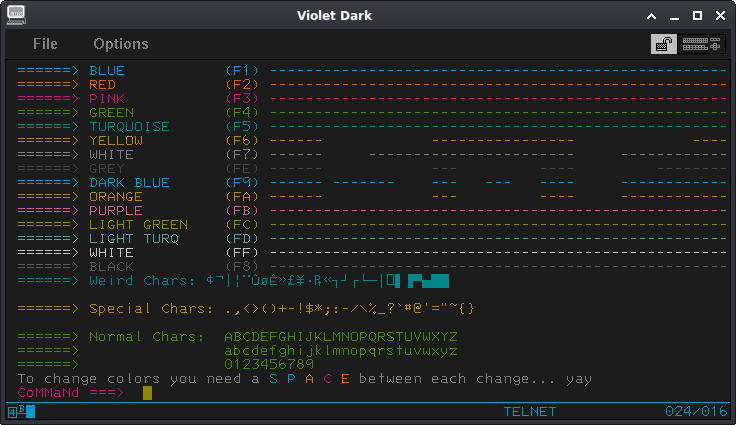 Violet Dark
File Options
======> BLUE (F1) ---------------------------------------------------
======> RED (F2) ---------------------------------------------------
======> PINK (F3) ---------------------------------------------------
======> GREEN (F4) ---------------------------------------------------
======> TURQUOISE (F5) ---------------------------------------------------
======> YELLOW (F6) ------ ---------------- ----
======> WHITE (F7) ------ ---------------------- ------------
======> GREY (FE) ------ ---------------- ----
======> DARK BLUE (F9) ------ ------- --- --- ---- ------------
======> ORANGE (FA) ------ ---------------------- ------------
======> PURPLE (FB) ---------------------------------------------------
======> LIGHT GREEN (FC) ---------------------------------------------------
======> LIGHT TURQ (FD) ---------------------------------------------------
======> WHITE (FF) ---------------------------------------------------
======> BLACK (F8) ---------------------------------------------------
======> Weird Chars: ¢¬|¦¨ÛøÊ»£¥·₧«┐┘┌└─│
======> Special Chars: .,<>()+-!$*;:-/\%_?`#@'="~{}
======> Normal Chars: ABCDEFGHIJKLMNOPQRSTUVWXYZ
======> abcdefghijklmnopqrstuvwxyz
======> 0123456789
To change colors you need a S P A C E between each change... yay
CoMMaNd ===>
4B TELNET 024/016